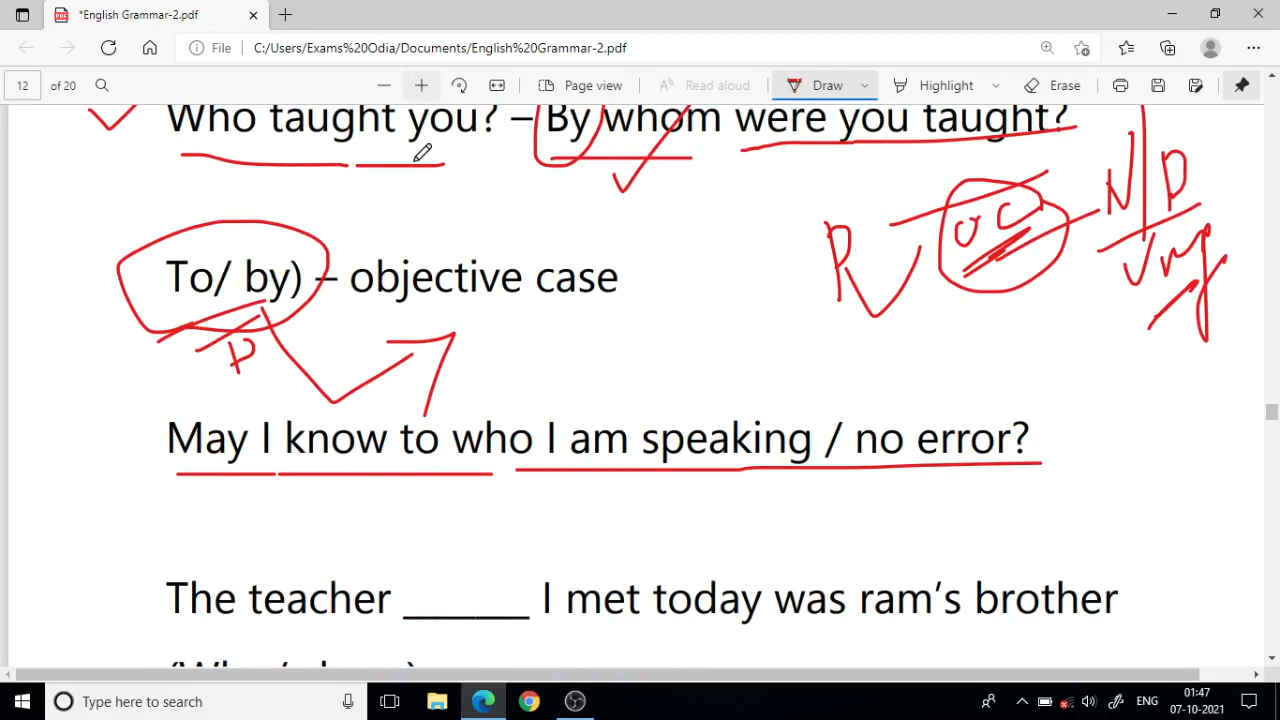 *English Grammar-2.pdf
File C:/Users/Exams%20Odia/Documents/English%20Grammar-2.pdf
12 of 20 Page view Read aloud Draw Highlight Erase
Who taught you? – By whom were you taught?
N P
P O C
To/ by) – objective case
P
May I know to who I am speaking / no error?
The teacher ______ I met today was ram's brother
Type here to search ENG 01:47
07-10-2021